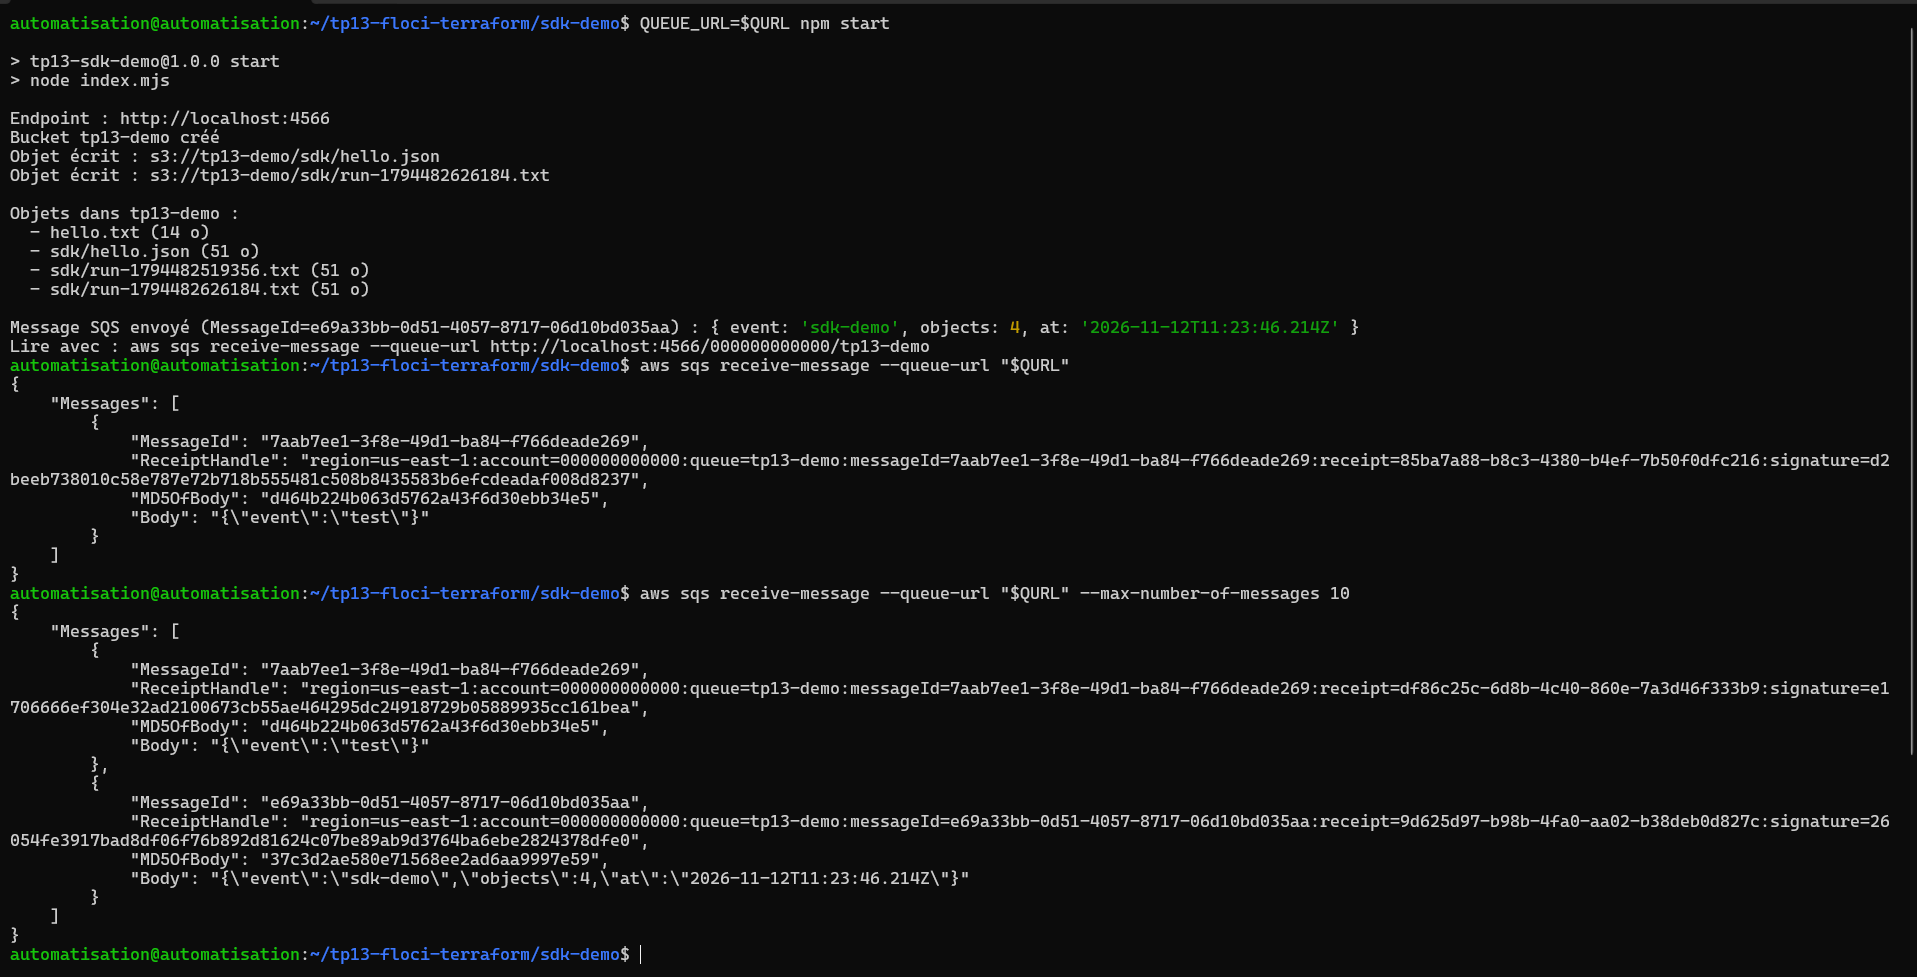 automatisation@automatisation:~/tp13-floci-terraform/sdk-demo$ QUEUE_URL=$QURL npm start

> tp13-sdk-demo@1.0.0 start
> node index.mjs

Endpoint : http://localhost:4566
Bucket tp13-demo créé
Objet écrit : s3://tp13-demo/sdk/hello.json
Objet écrit : s3://tp13-demo/sdk/run-1794482626184.txt

Objets dans tp13-demo :
  - hello.txt (14 o)
  - sdk/hello.json (51 o)
  - sdk/run-1794482519356.txt (51 o)
  - sdk/run-1794482626184.txt (51 o)

Message SQS envoyé (MessageId=e69a33bb-0d51-4057-8717-06d10bd035aa) : { event: 'sdk-demo', objects: 4, at: '2026-11-12T11:23:46.214Z' }
Lire avec : aws sqs receive-message --queue-url http://localhost:4566/000000000000/tp13-demo
automatisation@automatisation:~/tp13-floci-terraform/sdk-demo$ aws sqs receive-message --queue-url "$QURL"
{
    "Messages": [
        {
            "MessageId": "7aab7ee1-3f8e-49d1-ba84-f766deade269",
            "ReceiptHandle": "region=us-east-1:account=000000000000:queue=tp13-demo:messageId=7aab7ee1-3f8e-49d1-ba84-f766deade269:receipt=85ba7a88-b8c3-4380-b4ef-7b50f0dfc216:signature=d2
beeb738010c58e787e72b718b555481c508b8435583b6efcdeadaf008d8237",
            "MD5OfBody": "d464b224b063d5762a43f6d30ebb34e5",
            "Body": "{\"event\":\"test\"}"
        }
    ]
}
automatisation@automatisation:~/tp13-floci-terraform/sdk-demo$ aws sqs receive-message --queue-url "$QURL" --max-number-of-messages 10
{
    "Messages": [
        {
            "MessageId": "7aab7ee1-3f8e-49d1-ba84-f766deade269",
            "ReceiptHandle": "region=us-east-1:account=000000000000:queue=tp13-demo:messageId=7aab7ee1-3f8e-49d1-ba84-f766deade269:receipt=df86c25c-6d8b-4c40-860e-7a3d46f333b9:signature=e1
706666ef304e32ad2100673cb55ae464295dc24918729b05889935cc161bea",
            "MD5OfBody": "d464b224b063d5762a43f6d30ebb34e5",
            "Body": "{\"event\":\"test\"}"
        },
        {
            "MessageId": "e69a33bb-0d51-4057-8717-06d10bd035aa",
            "ReceiptHandle": "region=us-east-1:account=000000000000:queue=tp13-demo:messageId=e69a33bb-0d51-4057-8717-06d10bd035aa:receipt=9d625d97-b98b-4fa0-aa02-b38deb0d827c:signature=26
054fe3917bad8df06f76b892d81624c07be89ab9d3764ba6ebe2824378dfe0",
            "MD5OfBody": "37c3d2ae580e71568ee2ad6aa9997e59",
            "Body": "{\"event\":\"sdk-demo\",\"objects\":4,\"at\":\"2026-11-12T11:23:46.214Z\"}"
        }
    ]
}
automatisation@automatisation:~/tp13-floci-terraform/sdk-demo$